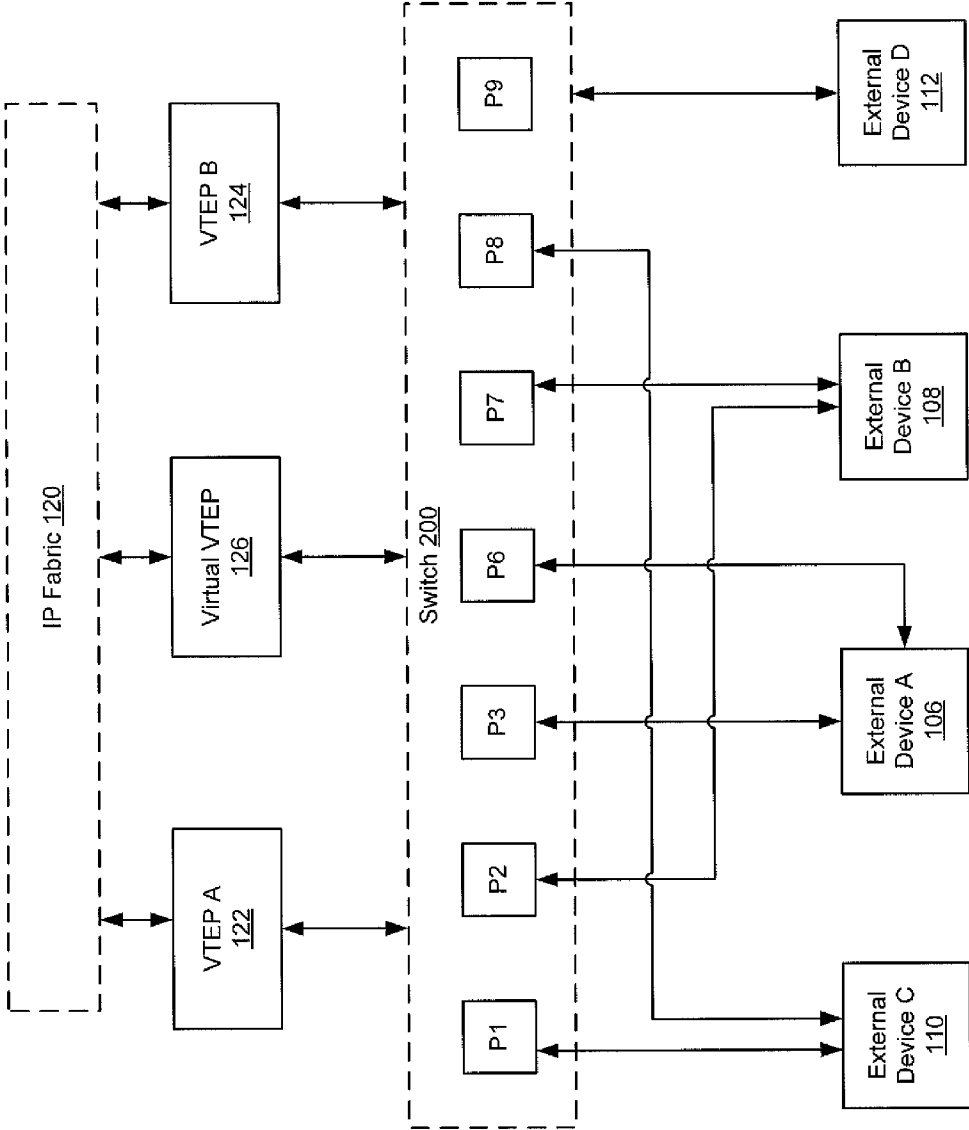 IP Fabric 120
VTEP A
122
Virtual VTEP
126
VTEP B
124
Switch 200
P1
P2
P3
P6
P7
P8
P9
External
Device C
110
External
Device A
106
External
Device B
108
External
Device D
112